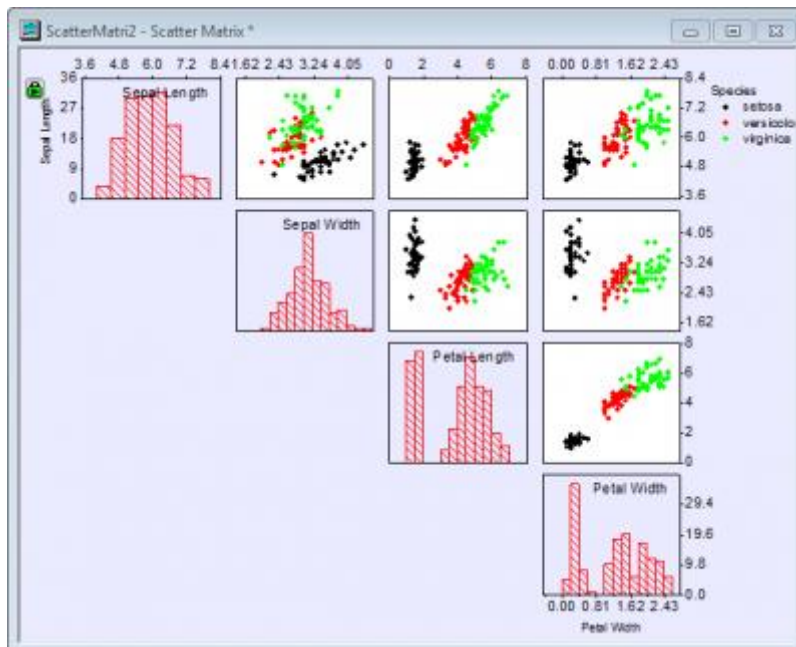 ScatterMatri2 - Scatter Matrix *
3.6 4.8 6.0 7.2 8.4 1.62 2.43 3.24 4.05 0 2 4 6 8 0.00 0.81 1.62 2.43
36 27 18 9 0
Sepal Length
Sepal Length
8.4 7.2 6.0 4.8 3.6
Species
setosa
versicolo
virginica
Sepal Width
4.05 3.24 2.43 1.62
Petal Length
8 6 4 2 0
Petal Width
29.4 19.6 9.8 0.0
0.00 0.81 1.62 2.43
Petal Width